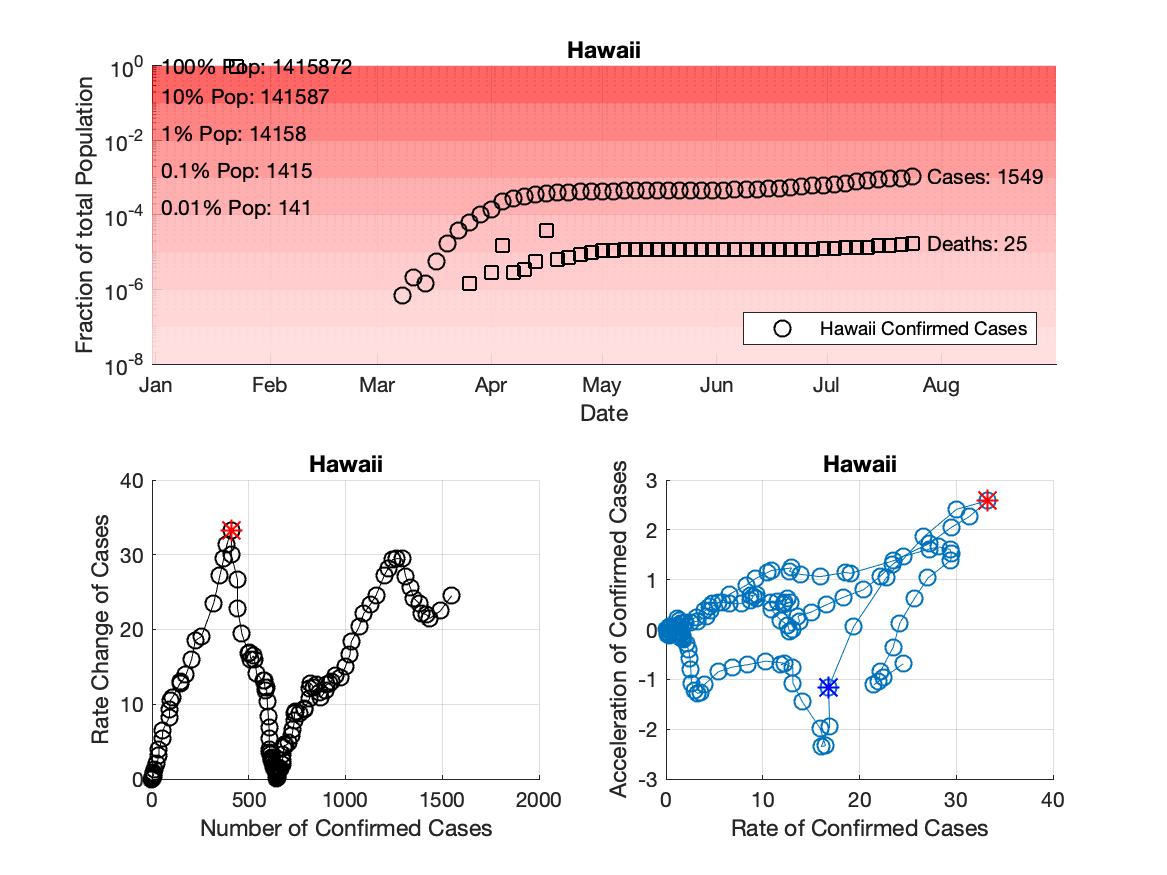 Hawaii
Fraction of total Population
10^0
10^-2
10^-4
10^-6
10^-8
100% Pop: 1415872
10% Pop: 141587
1% Pop: 14158
0.1% Pop: 1415
0.01% Pop: 141
Cases: 1549
Deaths: 25
Hawaii Confirmed Cases
Jan Feb Mar Apr May Jun Jul Aug
Date
Hawaii
Rate Change of Cases
40
30
20
10
0
0 500 1000 1500 2000
Number of Confirmed Cases
Hawaii
Acceleration of Confirmed Cases
3
2
1
0
-1
-2
-3
0 10 20 30 40
Rate of Confirmed Cases